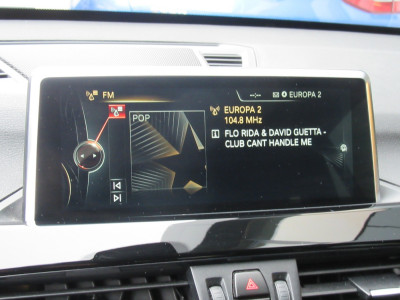 FM
--:--
EUROPA 2
POP
EUROPA 2
104.8 MHz
FLO RIDA & DAVID GUETTA -
CLUB CANT HANDLE ME